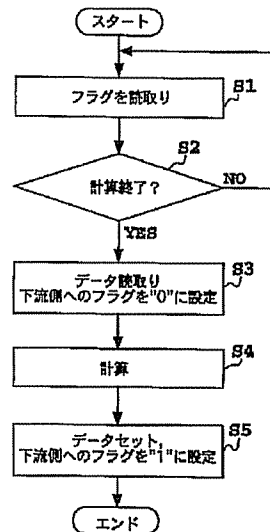 スタート
フラグを読取り
S1
計算終了?
S2
NO
YES
データ読取り
下流側へのフラグを"0"に設定
S3
計算
S4
データセット,
下流側へのフラグを"1"に設定
S5
エンド